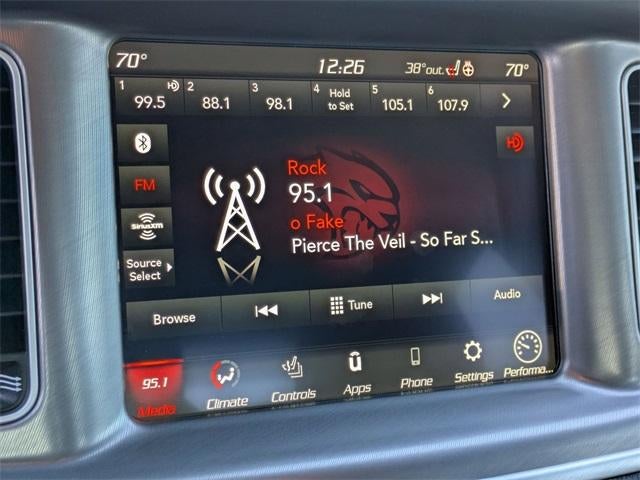 70°
12:26
38°out.
70°
1
99.5
HD
2
88.1
3
98.1
4 Hold
to Set
5
105.1
6
107.9
HD
FM
SiriusXM
Source
Select
Rock
95.1
o Fake
Pierce The Veil - So Far S...
Browse
Tune
Audio
95.1
Media
Climate
Controls
Apps
Phone
Settings
Performa...